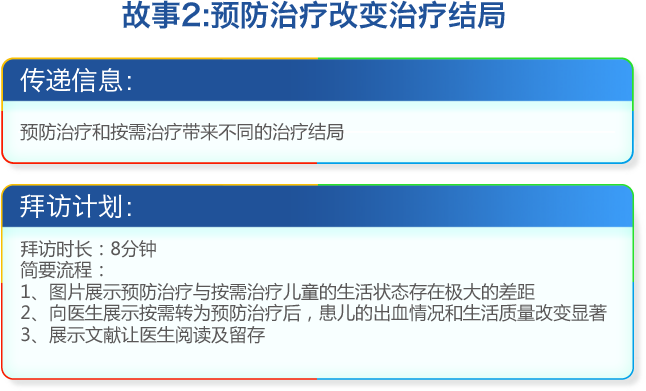 故事2:预防治疗改变治疗结局
传递信息:
预防治疗和按需治疗带来不同的治疗结局
拜访计划:
拜访时长：8分钟
简要流程：
1、图片展示预防治疗与按需治疗儿童的生活状态存在极大的差距
2、向医生展示按需转为预防治疗后，患儿的出血情况和生活质量改变显著
3、展示文献让医生阅读及留存